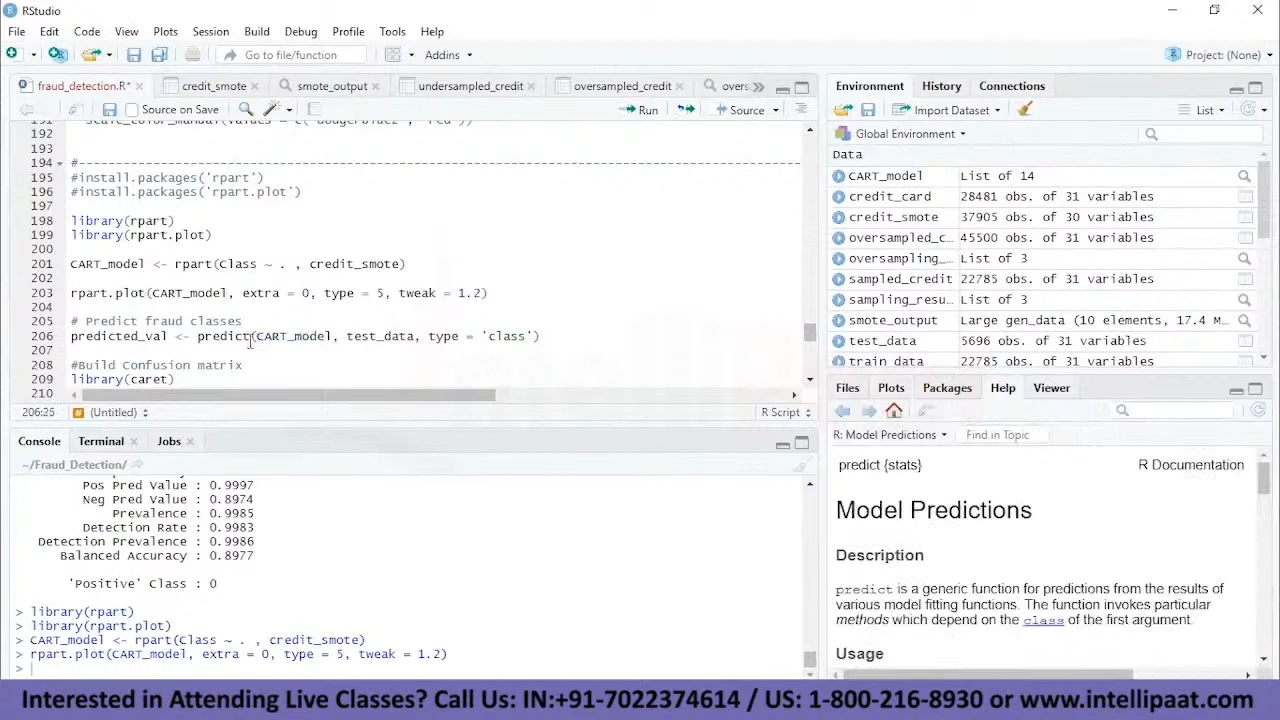 RStudio
File Edit Code View Plots Session Build Debug Profile Tools Help
Go to file/function Addins Project: (None)
fraud_detection.R* credit_smote smote_output undersampled_credit oversampled_credit overs
Source on Save Run Source
192
193
194 #-------------------------------------------------------------------------------
195 #install.packages('rpart')
196 #install.packages('rpart.plot')
197
198 library(rpart)
199 library(rpart.plot)
200
201 CART_model <- rpart(Class ~ . , credit_smote)
202
203 rpart.plot(CART_model, extra = 0, type = 5, tweak = 1.2)
204
205 # Predict fraud classes
206 predicted_val <- predict(CART_model, test_data, type = 'class')
207
208 #Build Confusion matrix
209 library(caret)
210
206:25 # (Untitled) R Script
Console Terminal Jobs
~/Fraud_Detection/
Pos Pred Value : 0.9997
Neg Pred Value : 0.8974
Prevalence : 0.9985
Detection Rate : 0.9983
Detection Prevalence : 0.9986
Balanced Accuracy : 0.8977
'Positive' Class : 0
> library(rpart)
> library(rpart.plot)
> CART_model <- rpart(Class ~ . , credit_smote)
> rpart.plot(CART_model, extra = 0, type = 5, tweak = 1.2)
>
Environment History Connections
Import Dataset List
Global Environment
Data
CART_model List of 14
credit_card 28481 obs. of 31 variables
credit_smote 37905 obs. of 30 variables
oversampled_c… 45500 obs. of 31 variables
oversampling_… List of 3
sampled_credit 22785 obs. of 31 variables
sampling_resu… List of 3
smote_output Large gen_data (10 elements, 17.4 M…
test_data 5696 obs. of 31 variables
train_data 22785 obs. of 31 variables
Files Plots Packages Help Viewer
R: Model Predictions Find in Topic
predict {stats} R Documentation
Model Predictions
Description
predict is a generic function for predictions from the results of
various model fitting functions. The function invokes particular
methods which depend on the class of the first argument.
Usage
Interested in Attending Live Classes? Call Us: IN:+91-7022374614 / US: 1-800-216-8930 or www.intellipaat.com